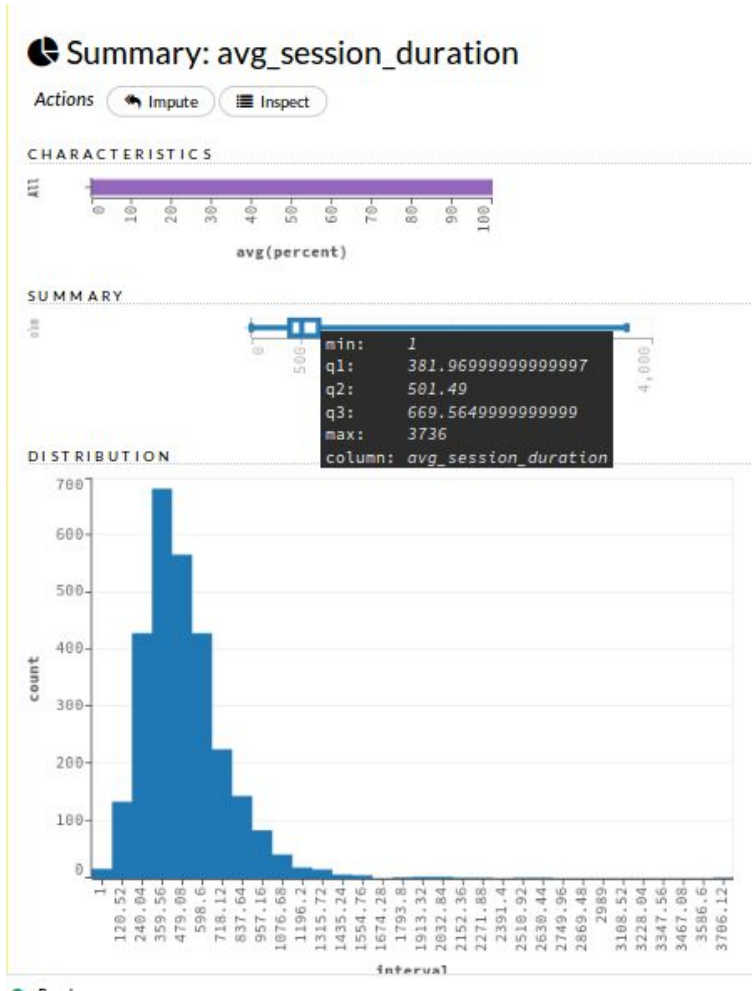 Summary: avg_session_duration
Actions Impute Inspect
CHARACTERISTICS
All
0 10 20 30 40 50 60 70 80 90 100
avg(percent)
SUMMARY
0 500 4,000
min: 1
q1: 381.96999999999997
q2: 501.49
q3: 669.5649999999999
max: 3736
column: avg_session_duration
DISTRIBUTION
700
600
500
400
300
200
100
0
count
1 120.52 240.04 359.56 479.08 598.6 718.12 837.64 957.16 1076.68 1196.2 1315.72 1435.24 1554.76 1674.28 1793.8 1913.32 2032.84 2152.36 2271.88 2391.4 2510.92 2630.44 2749.96 2869.48 2989 3108.52 3228.04 3347.56 3467.08 3586.6 3706.12
interval